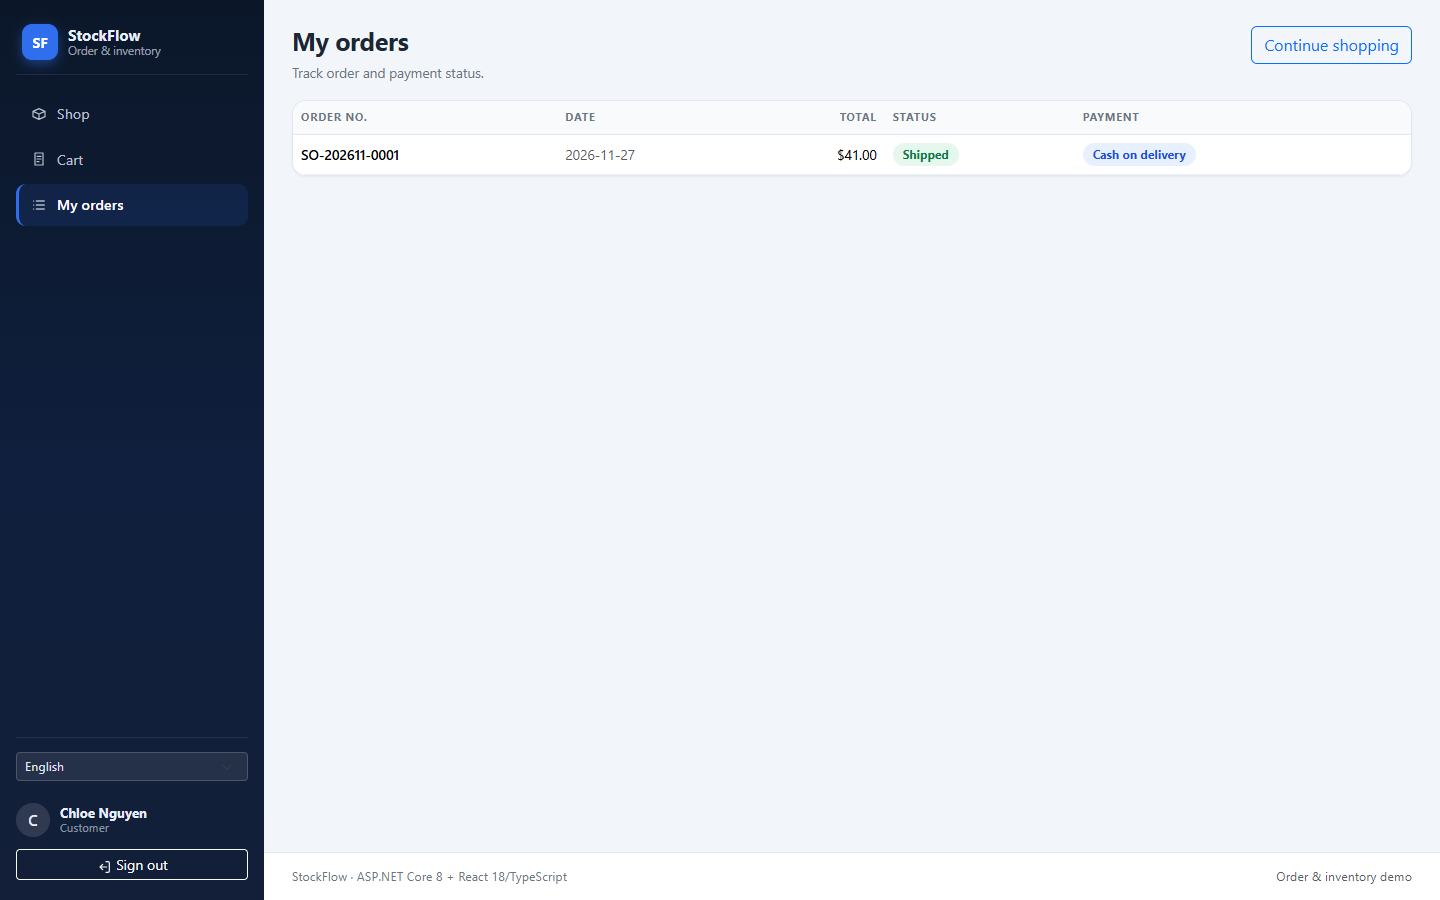 SF
StockFlow
Order & inventory
Shop
Cart
My orders
English
C
Chloe Nguyen
Customer
Sign out
My orders
Track order and payment status.
Continue shopping
ORDER NO. DATE TOTAL STATUS PAYMENT
SO-202611-0001 2026-11-27 $41.00 Shipped Cash on delivery
StockFlow · ASP.NET Core 8 + React 18/TypeScript
Order & inventory demo